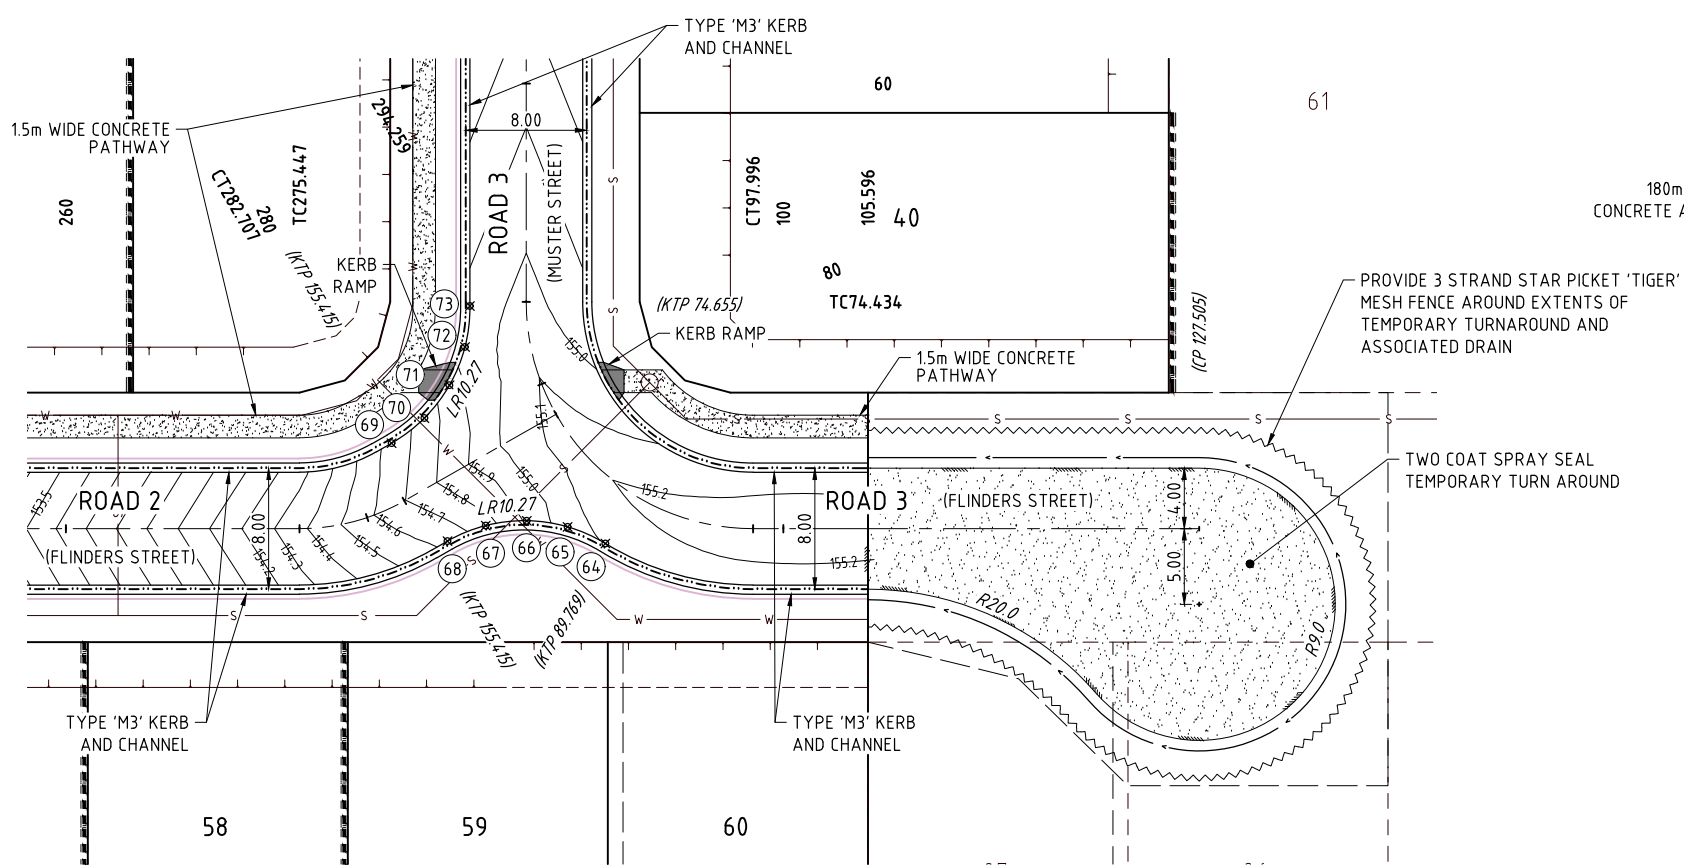 TYPE 'M3' KERB
AND CHANNEL
1.5m WIDE CONCRETE
PATHWAY
294.259
8.00
60
61
180m
CONCRETE A
260
CT282.707
280
TC275.447
(KTP 155.415)
ROAD 3
(MUSTER STREET)
CT97.996
100
105.596
40
80
TC74.434
(KTP 74.655)
(CP 127.505)
KERB
RAMP
KERB RAMP
1.5m WIDE CONCRETE
PATHWAY
PROVIDE 3 STRAND STAR PICKET 'TIGER'
MESH FENCE AROUND EXTENTS OF
TEMPORARY TURNAROUND AND
ASSOCIATED DRAIN
73
72
71
70
69
LR10.27
155.0
155.1
W
W
W
W
W
W
S
S
S
S
S
S
S
S
TWO COAT SPRAY SEAL
TEMPORARY TURN AROUND
153.5
ROAD 2
(FLINDERS STREET)
8.00
154.2
154.3
154.4
154.5
154.6
154.7
154.8
154.9
155.0
155.2
155.2
LR10.27
68
67
66
65
64
8.00
ROAD 3
(FLINDERS STREET)
4.00
5.00
R20.0
R9.0
S
S
S
W
W
(KTP 155.415)
(KTP 89.769)
TYPE 'M3' KERB
AND CHANNEL
TYPE 'M3' KERB
AND CHANNEL
58
59
60